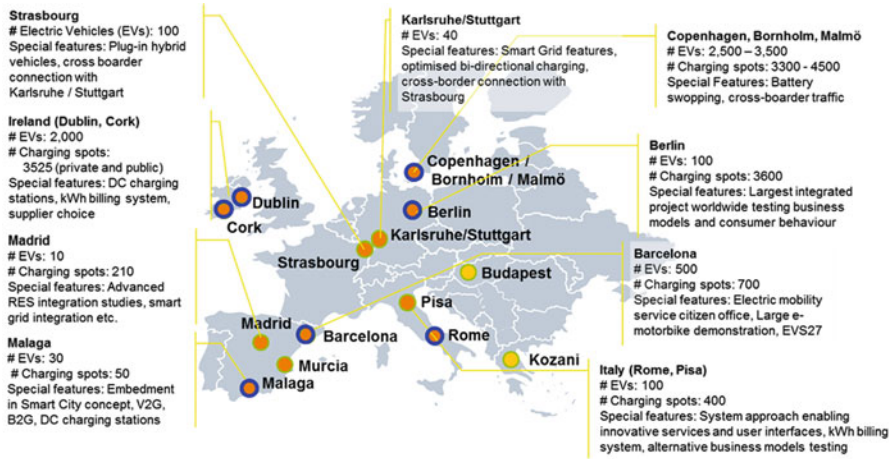 Strasbourg
# Electric Vehicles (EVs): 100
Special features: Plug-in hybrid
vehicles, cross boarder
connection with
Karlsruhe / Stuttgart
Karlsruhe/Stuttgart
# EVs: 40
Special features: Smart Grid features,
optimised bi-directional charging,
cross-border connection with
Strasbourg
Copenhagen, Bornholm, Malmö
# EVs: 2,500 – 3,500
# Charging spots: 3300 - 4500
Special Features: Battery
swopping, cross-boarder traffic
Ireland (Dublin, Cork)
# EVs: 2,000
# Charging spots:
3525 (private and public)
Special features: DC charging
stations, kWh billing system,
supplier choice
Berlin
# EVs: 100
# Charging spots: 3600
Special features: Largest integrated
project worldwide testing business
models and consumer behaviour
Madrid
# EVs: 10
# Charging spots: 210
Special features: Advanced
RES integration studies, smart
grid integration etc.
Barcelona
# EVs: 500
# Charging spots: 700
Special features: Electric mobility
service citizen office, Large e-
motorbike demonstration, EVS27
Malaga
# EVs: 30
# Charging spots: 50
Special features: Embedment
in Smart City concept, V2G,
B2G, DC charging stations
Italy (Rome, Pisa)
# EVs: 100
# Charging spots: 400
Special features: System approach enabling
innovative services and user interfaces, kWh billing
system, alternative business models testing
Copenhagen /
Bornholm / Malmö
Dublin
Cork
Berlin
Karlsruhe/Stuttgart
Strasbourg
Budapest
Pisa
Madrid
Barcelona
Rome
Murcia
Malaga
Kozani